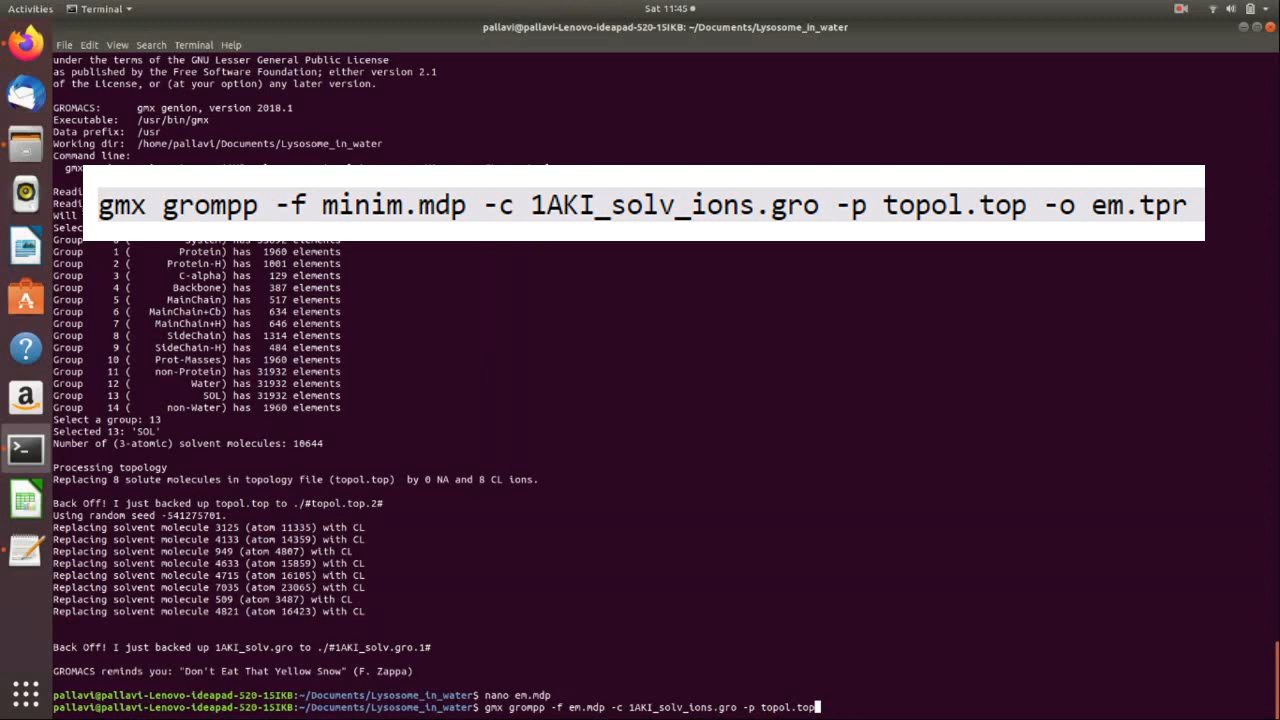 Activities
Terminal
Sat 11:45
pallavi@pallavi-Lenovo-ideapad-520-15IKB: ~/Documents/Lysosome_in_water
File Edit View Search Terminal Help
under the terms of the GNU Lesser General Public License
as published by the Free Software Foundation; either version 2.1
of the License, or (at your option) any later version.
GROMACS: gmx genion, version 2018.1
Executable: /usr/bin/gmx
Data prefix: /usr
Working dir: /home/pallavi/Documents/Lysosome_in_water
Command line:
gmx
Readi
gmx grompp -f minim.mdp -c 1AKI_solv_ions.gro -p topol.top -o em.tpr
Readi
Will
Selec
Group 1 ( Protein) has 1960 elements
Group 2 ( Protein-H) has 1001 elements
Group 3 ( C-alpha) has 129 elements
Group 4 ( Backbone) has 387 elements
Group 5 ( MainChain) has 517 elements
Group 6 ( MainChain+Cb) has 634 elements
Group 7 ( MainChain+H) has 646 elements
Group 8 ( SideChain) has 1314 elements
Group 9 ( SideChain-H) has 484 elements
Group 10 ( Prot-Masses) has 1960 elements
Group 11 ( non-Protein) has 31932 elements
Group 12 ( Water) has 31932 elements
Group 13 ( SOL) has 31932 elements
Group 14 ( non-Water) has 1960 elements
Select a group: 13
Selected 13: 'SOL'
Number of (3-atomic) solvent molecules: 10644
Processing topology
Replacing 8 solute molecules in topology file (topol.top) by 0 NA and 8 CL ions.
Back Off! I just backed up topol.top to ./#topol.top.2#
Using random seed -541275701.
Replacing solvent molecule 3125 (atom 11335) with CL
Replacing solvent molecule 4133 (atom 14359) with CL
Replacing solvent molecule 949 (atom 4807) with CL
Replacing solvent molecule 4633 (atom 15859) with CL
Replacing solvent molecule 4715 (atom 16105) with CL
Replacing solvent molecule 7035 (atom 23065) with CL
Replacing solvent molecule 509 (atom 3487) with CL
Replacing solvent molecule 4821 (atom 16423) with CL
Back Off! I just backed up 1AKI_solv.gro to ./#1AKI_solv.gro.1#
GROMACS reminds you: "Don't Eat That Yellow Snow" (F. Zappa)
pallavi@pallavi-Lenovo-ideapad-520-15IKB:~/Documents/Lysosome_in_water$ nano em.mdp
pallavi@pallavi-Lenovo-ideapad-520-15IKB:~/Documents/Lysosome_in_water$ gmx grompp -f em.mdp -c 1AKI_solv_ions.gro -p topol.top